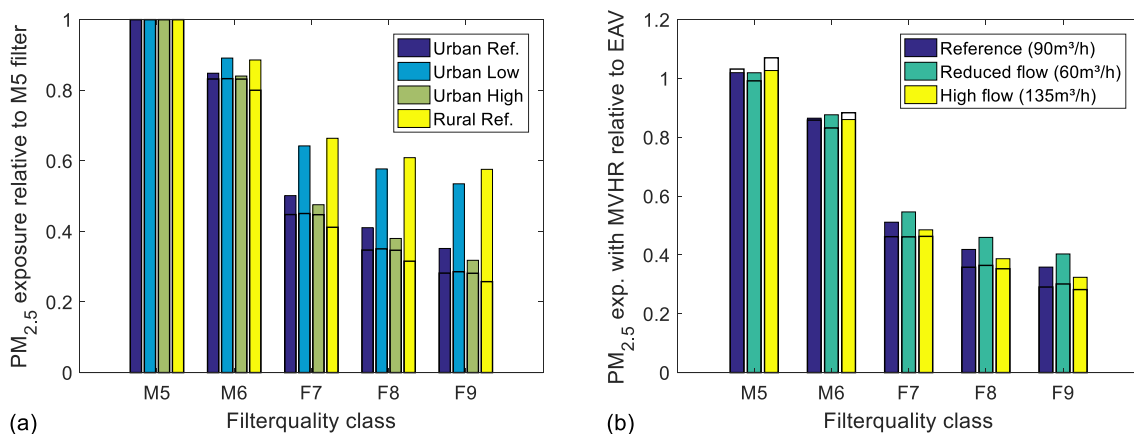 PM2.5 exposure relative to M5 filter
1
0.8
0.6
0.4
0.2
0
Urban Ref.
Urban Low
Urban High
Rural Ref.
M5 M6 F7 F8 F9
Filterquality class
(a)
PM2.5 exp. with MVHR relative to EAV
1.2
1
0.8
0.6
0.4
0.2
0
Reference (90m³/h)
Reduced flow (60m³/h)
High flow (135m³/h)
M5 M6 F7 F8 F9
Filterquality class
(b)